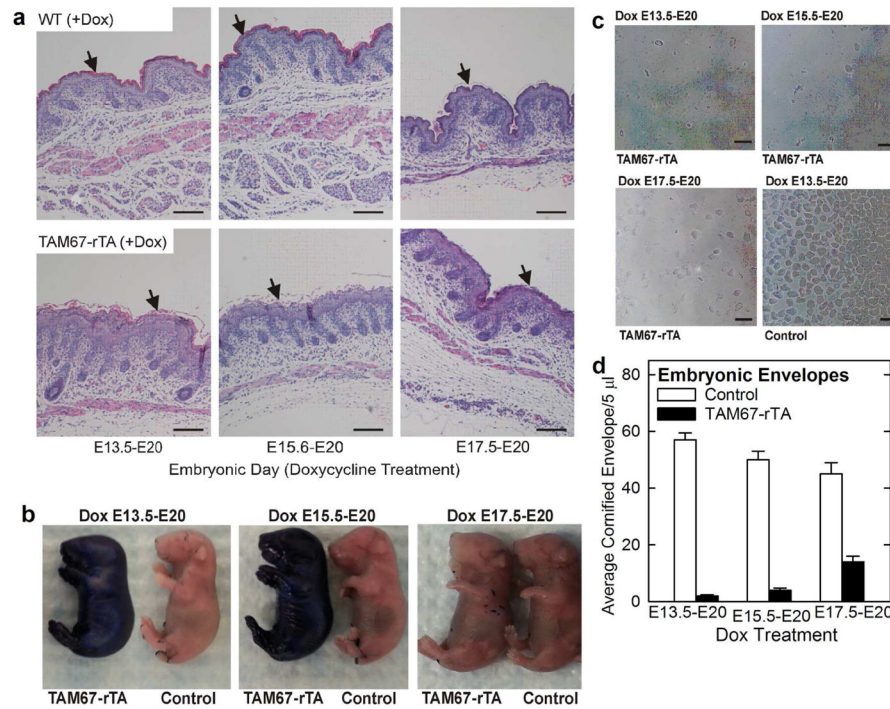 a
WT (+Dox)
TAM67-rTA (+Dox)
E13.5-E20
E15.6-E20
E17.5-E20
Embryonic Day (Doxycycline Treatment)
b
Dox E13.5-E20
Dox E15.5-E20
Dox E17.5-E20
TAM67-rTA
Control
TAM67-rTA
Control
TAM67-rTA
Control
c
Dox E13.5-E20
Dox E15.5-E20
TAM67-rTA
TAM67-rTA
Dox E17.5-E20
Dox E13.5-E20
TAM67-rTA
Control
d
Embryonic Envelopes
Control
TAM67-rTA
Average Cornified Envelope/5 µl
80
60
40
20
0
E13.5-E20
E15.5-E20
E17.5-E20
Dox Treatment